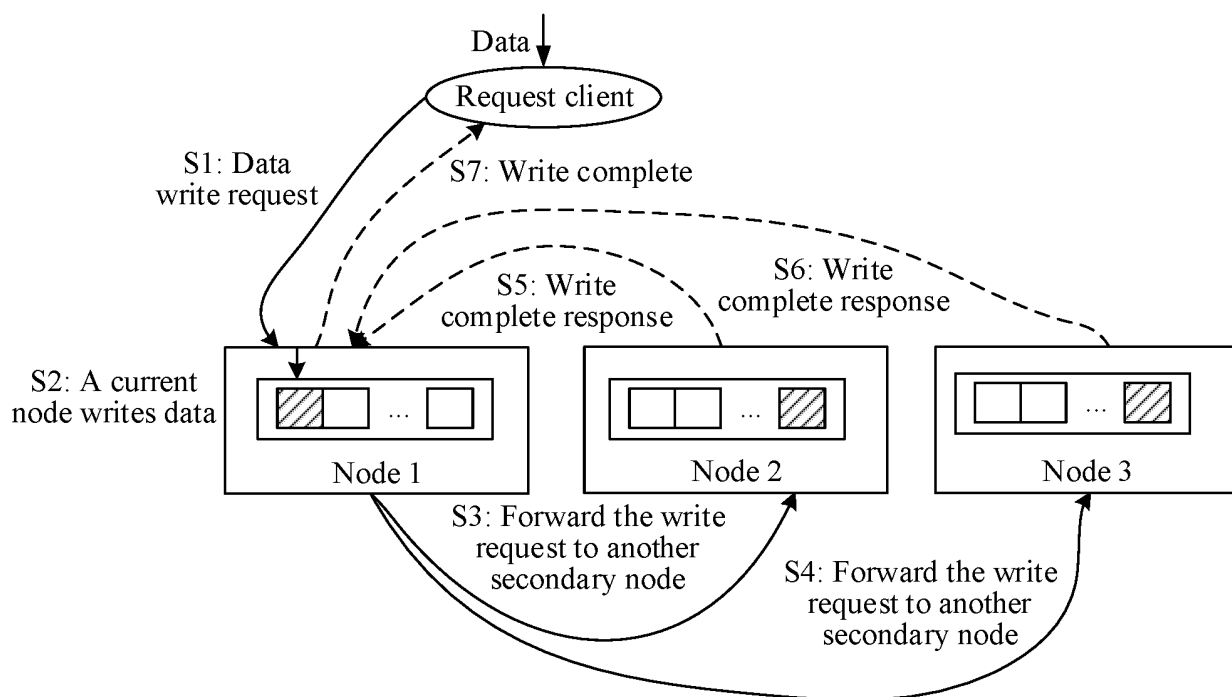 Data
Request client
S1: Data
write request
S7: Write complete
S5: Write
complete response
S6: Write
complete response
S2: A current
node writes data
...
...
...
Node 1
Node 2
Node 3
S3: Forward the write
request to another
secondary node
S4: Forward the write
request to another
secondary node